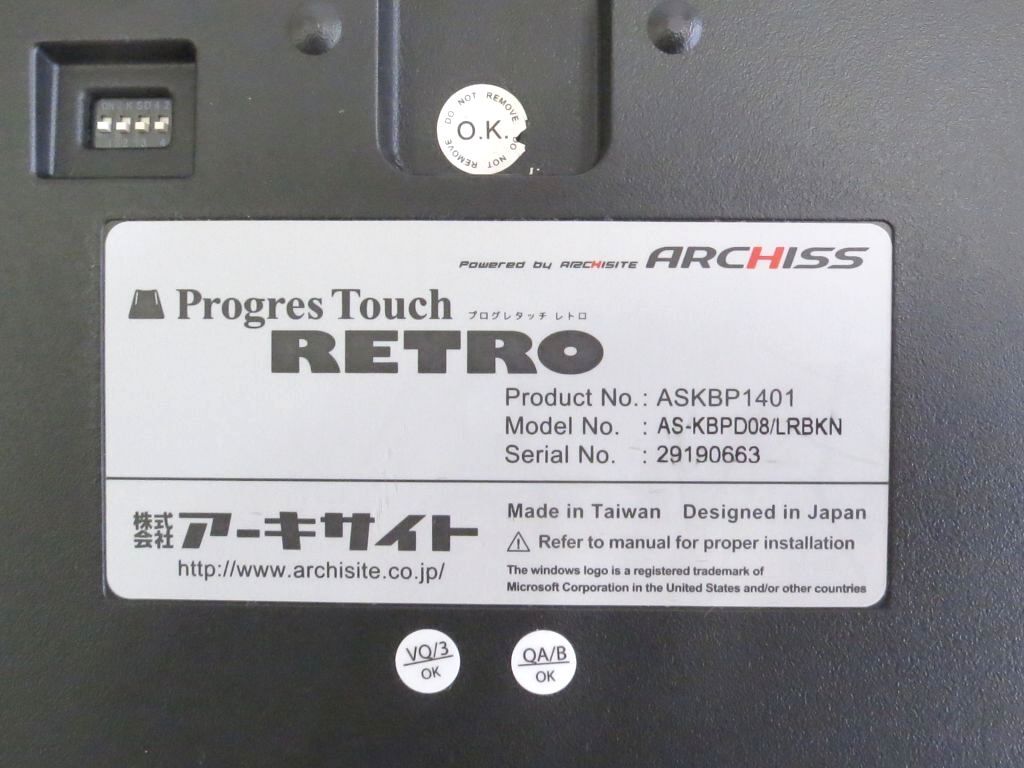 DO NOT REMOVE
O.K.
DO NOT REMOVE
Powered by ARCHISITE ARCHISS
Progres Touch プログレタッチ レトロ
RETRO
Product No. : ASKBP1401
Model No. : AS-KBPD08/LRBKN
Serial No. : 29190663
株式会社 アーキサイト
http://www.archisite.co.jp/
Made in Taiwan Designed in Japan
Refer to manual for proper installation
The windows logo is a registered trademark of
Microsoft Corporation in the United States and/or other countries
VQ/3
OK
QA/B
OK